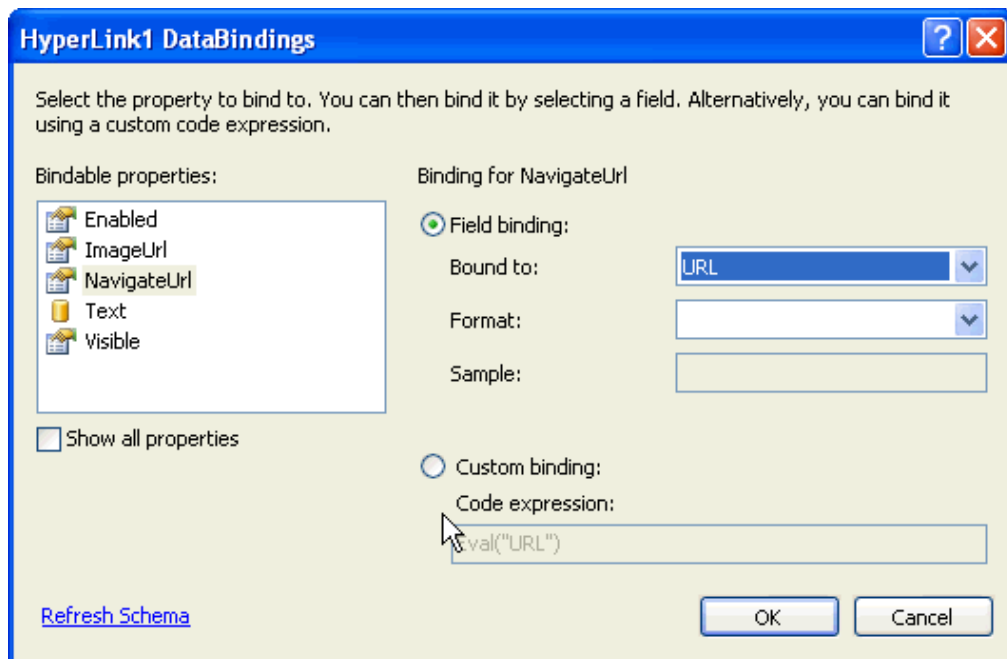 HyperLink1 DataBindings
Select the property to bind to. You can then bind it by selecting a field. Alternatively, you can bind it
using a custom code expression.
Bindable properties:
Enabled
ImageUrl
NavigateUrl
Text
Visible
Show all properties
Binding for NavigateUrl
Field binding:
Bound to:
URL
Format:
Sample:
Custom binding:
Code expression:
Eval("URL")
Refresh Schema
OK
Cancel